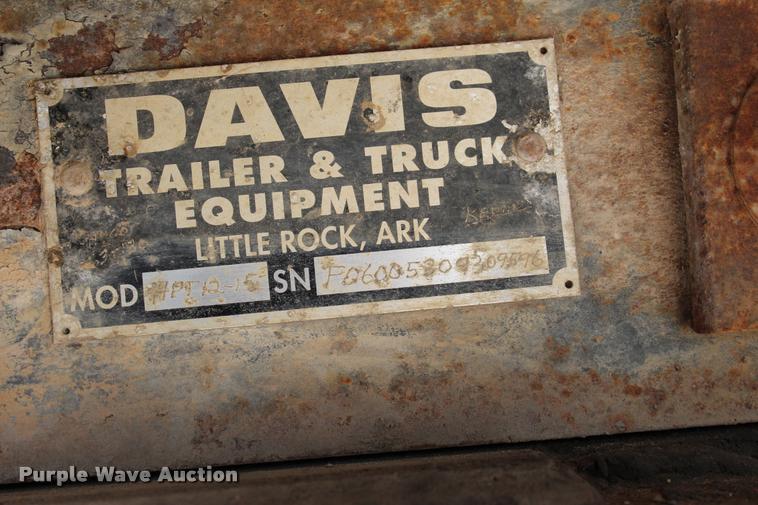 DAVIS
TRAILER & TRUCK
EQUIPMENT
LITTLE ROCK, ARK
MOD SN
Purple Wave Auction